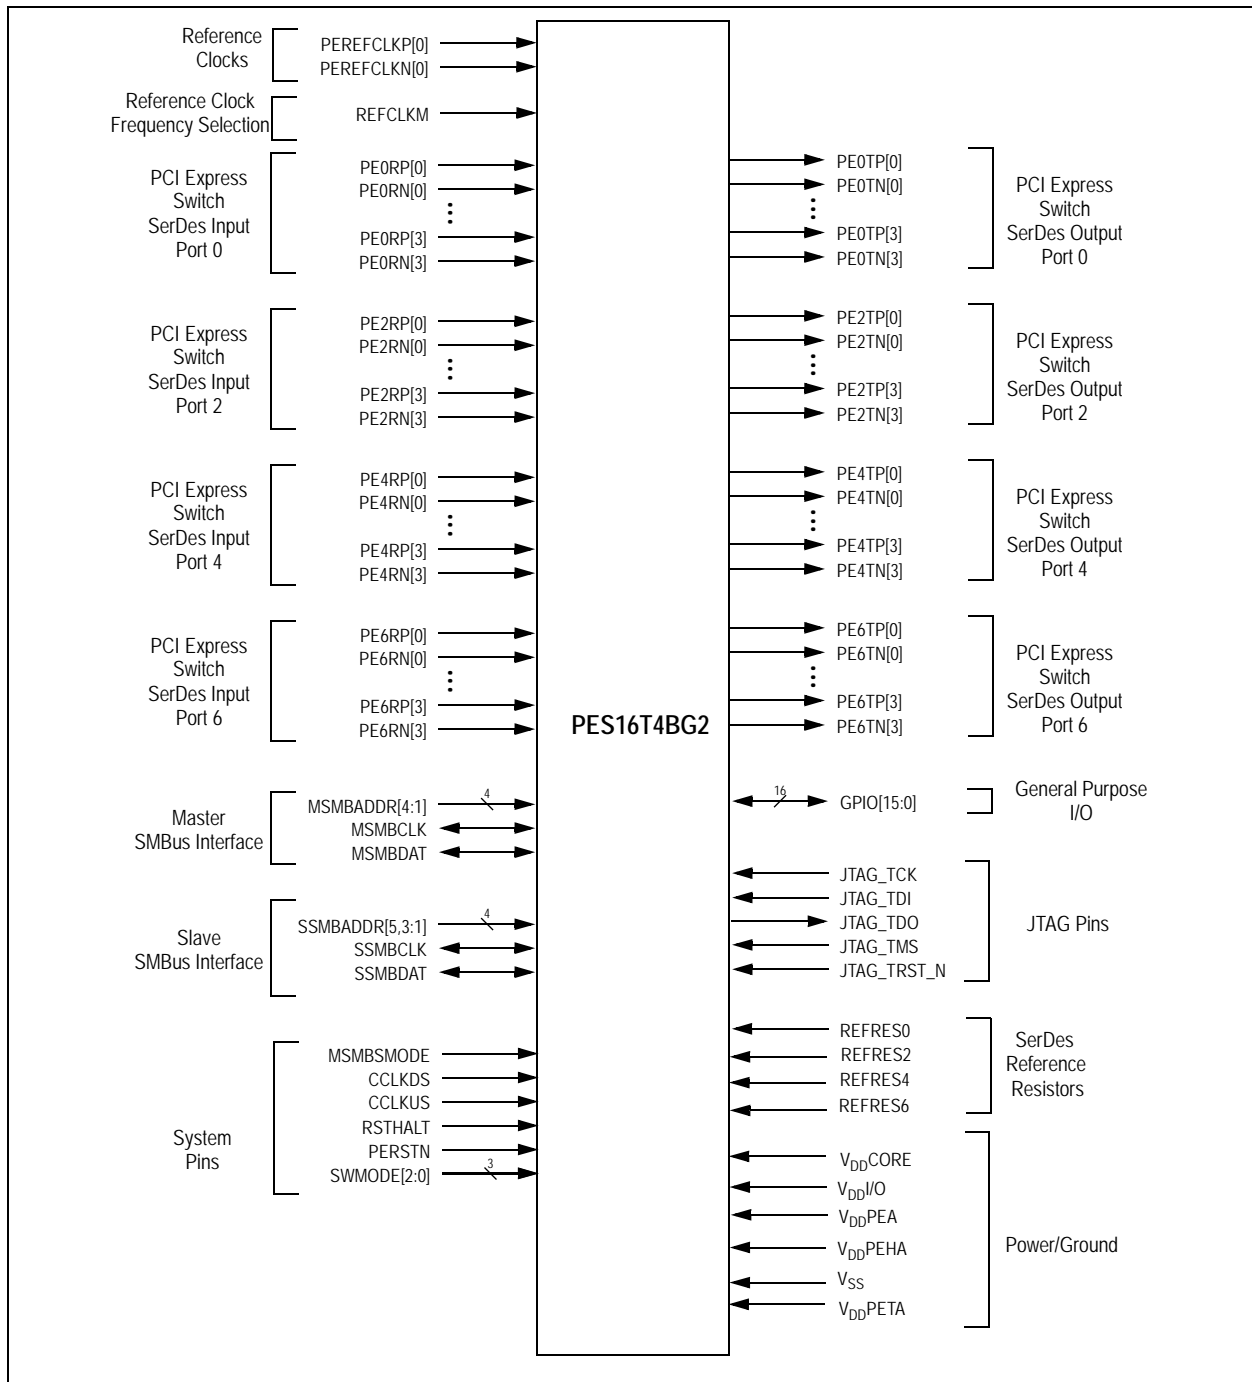 Reference
Clocks
PEREFCLKP[0]
PEREFCLKN[0]
Reference Clock
Frequency Selection
REFCLKM
PCI Express
Switch
SerDes Input
Port 0
PE0RP[0]
PE0RN[0]
PE0RP[3]
PE0RN[3]
PCI Express
Switch
SerDes Input
Port 2
PE2RP[0]
PE2RN[0]
PE2RP[3]
PE2RN[3]
PCI Express
Switch
SerDes Input
Port 4
PE4RP[0]
PE4RN[0]
PE4RP[3]
PE4RN[3]
PCI Express
Switch
SerDes Input
Port 6
PE6RP[0]
PE6RN[0]
PE6RP[3]
PE6RN[3]
Master
SMBus Interface
MSMBADDR[4:1]
4
MSMBCLK
MSMBDAT
Slave
SMBus Interface
SSMBADDR[5,3:1]
4
SSMBCLK
SSMBDAT
System
Pins
MSMBSMODE
CCLKDS
CCLKUS
RSTHALT
PERSTN
SWMODE[2:0]
3
PES16T4BG2
PE0TP[0]
PE0TN[0]
PE0TP[3]
PE0TN[3]
PCI Express
Switch
SerDes Output
Port 0
PE2TP[0]
PE2TN[0]
PE2TP[3]
PE2TN[3]
PCI Express
Switch
SerDes Output
Port 2
PE4TP[0]
PE4TN[0]
PE4TP[3]
PE4TN[3]
PCI Express
Switch
SerDes Output
Port 4
PE6TP[0]
PE6TN[0]
PE6TP[3]
PE6TN[3]
PCI Express
Switch
SerDes Output
Port 6
16
GPIO[15:0]
General Purpose
I/O
JTAG_TCK
JTAG_TDI
JTAG_TDO
JTAG_TMS
JTAG_TRST_N
JTAG Pins
REFRES0
REFRES2
REFRES4
REFRES6
SerDes
Reference
Resistors
VDDCORE
VDDI/O
VDDPEA
VDDPEHA
VSS
VDDPETA
Power/Ground